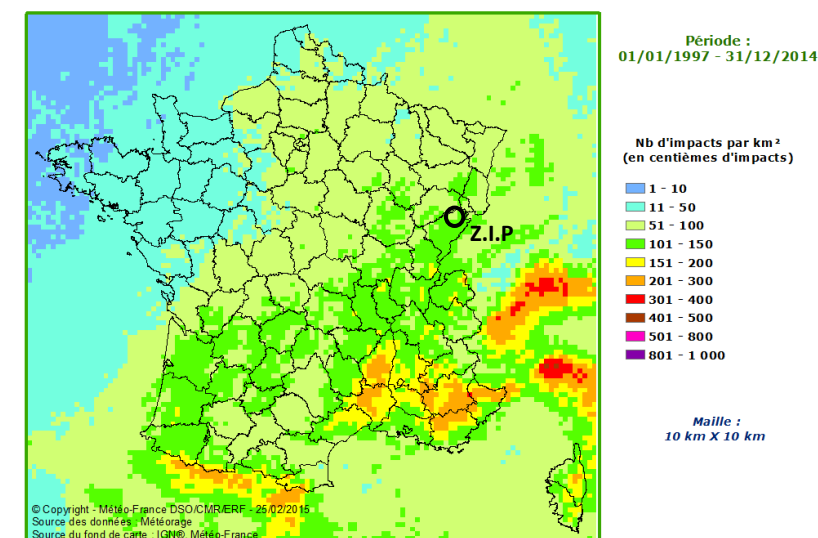 Période :
01/01/1997 - 31/12/2014
Nb d'impacts par km²
(en centièmes d'impacts)
1 - 10
11 - 50
51 - 100
101 - 150
151 - 200
201 - 300
301 - 400
401 - 500
501 - 800
801 - 1 000
Z.I.P
Maille :
10 km X 10 km
© Copyright - Météo-France DSO/CMR/ERF - 25/02/2015
Source des données : Météorage
Source du fond de carte : IGN®, Météo-France